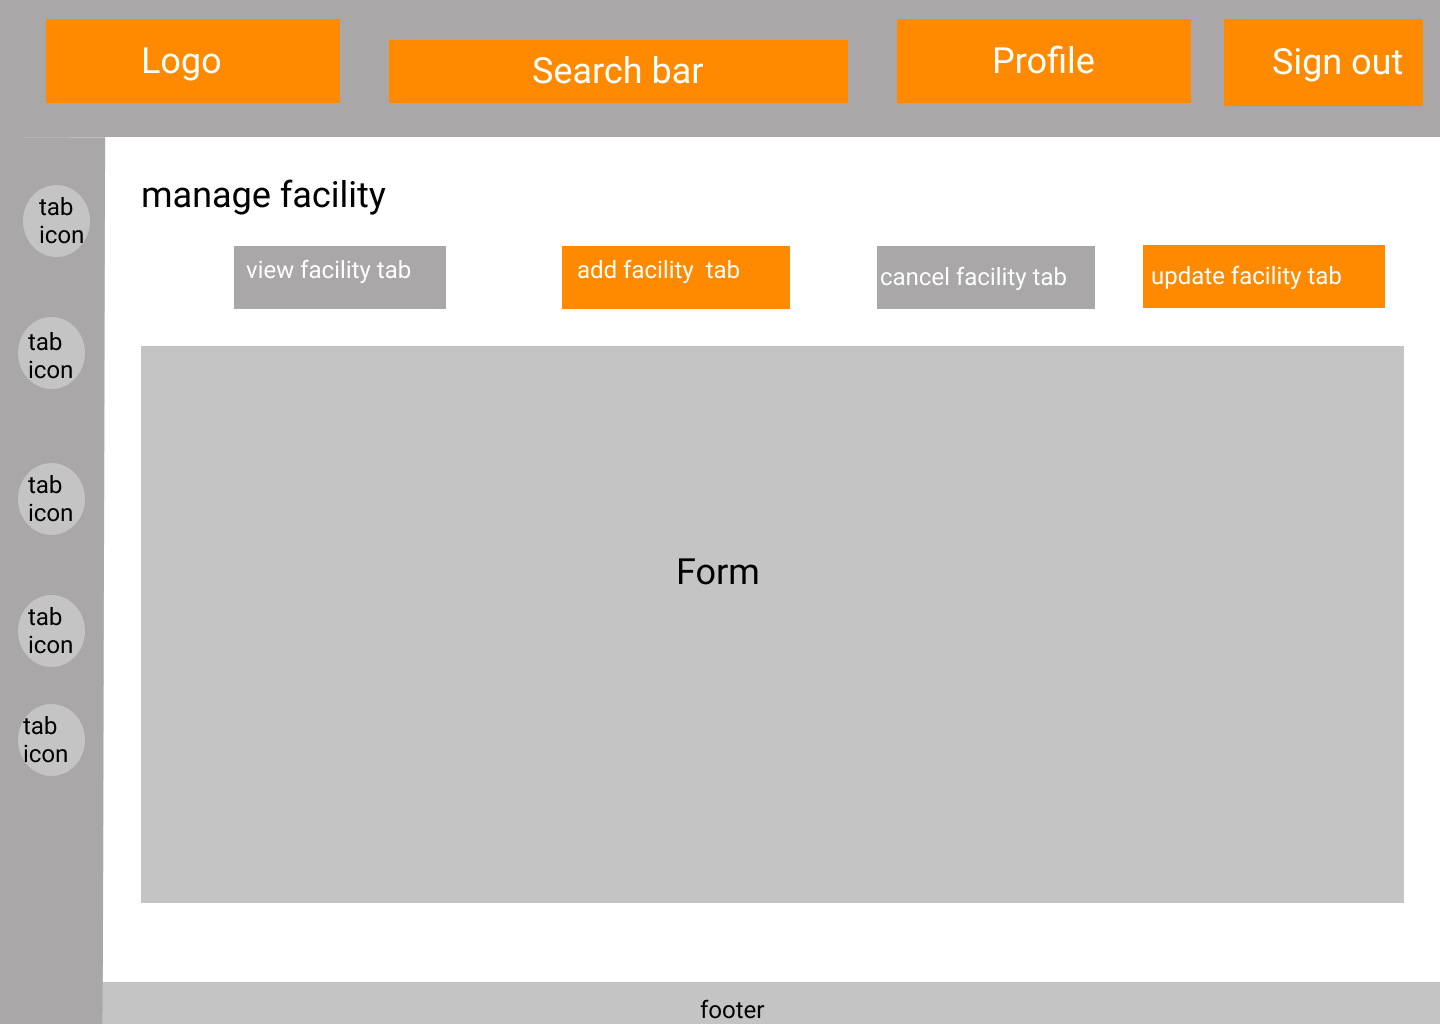 Logo
Search bar
Profile
Sign out
manage facility
view facility tab
add facility  tab
cancel facility tab
update facility tab
tab
icon
tab
icon
tab
icon
tab
icon
tab
icon
Form
footer